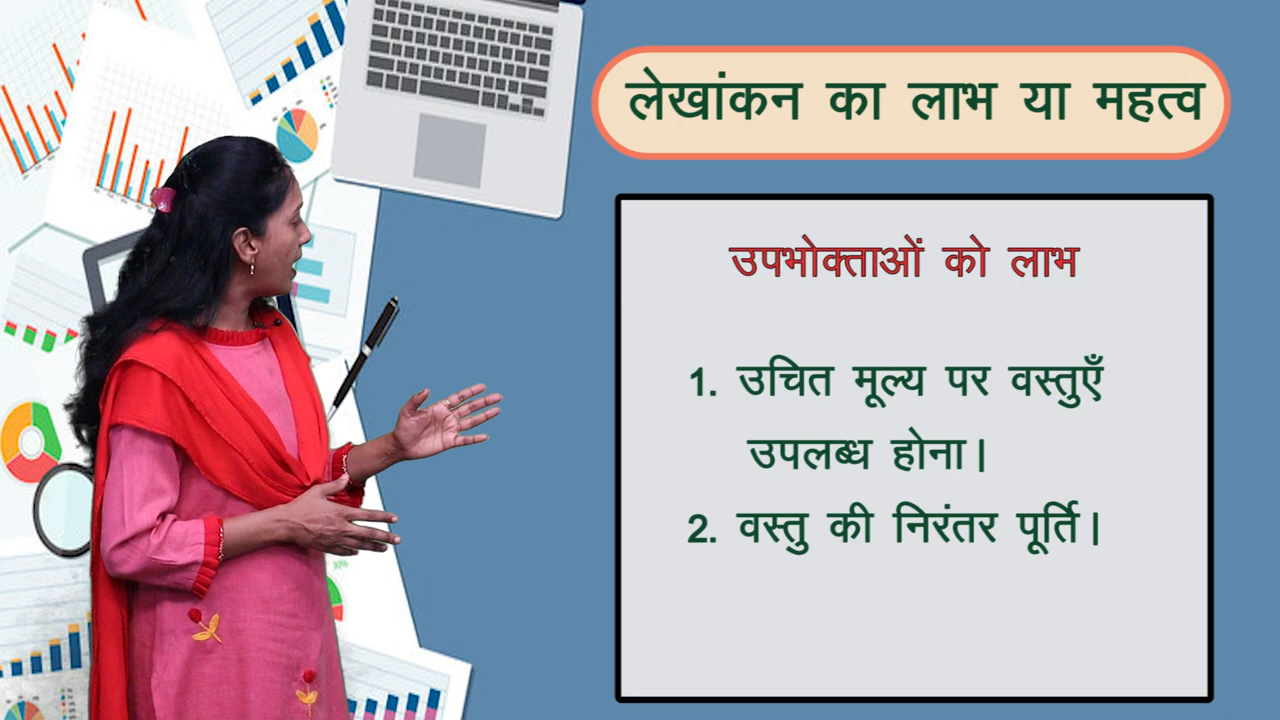 लेखांकन का लाभ या महत्व
उपभोक्ताओं को लाभ
1. उचित मूल्य पर वस्तुएँ
उपलब्ध होना।
2. वस्तु की निरंतर पूर्ति।